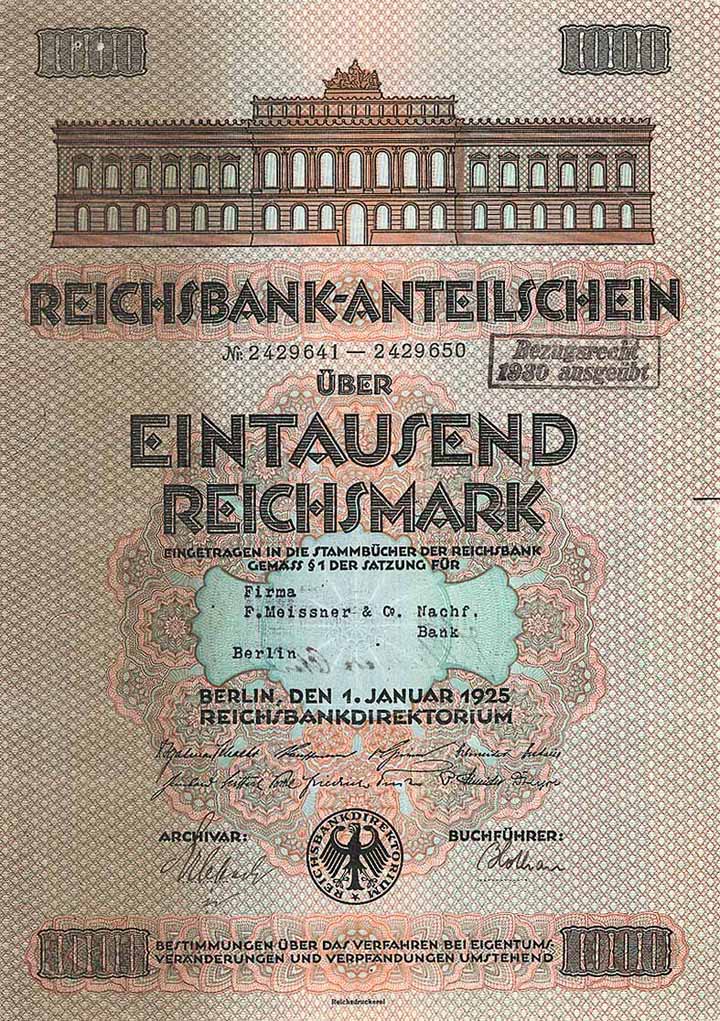 1000 1000
REICHSBANK-ANTEILSCHEIN
№ 2429641 — 2429650
Bezugsrecht
1930 ausgeübt
ÜBER
EINTAUSEND
REICHSMARK
EINGETRAGEN IN DIE STAMMBÜCHER DER REICHSBANK
GEMÄSS § 1 DER SATZUNG FÜR
Firma
F.Meissner & Co. Nachf.
Bank
Berlin
BERLIN, DEN 1. JANUAR 1925
REICHSBANKDIREKTORIUM
ARCHIVAR: BUCHFÜHRER:
REICHSBANKDIREKTORIUM
1000 1000
BESTIMMUNGEN ÜBER DAS VERFAHREN BEI EIGENTUMS-
VERÄNDERUNGEN UND VERPFÄNDUNGEN UMSTEHEND
Reichsdruckerei